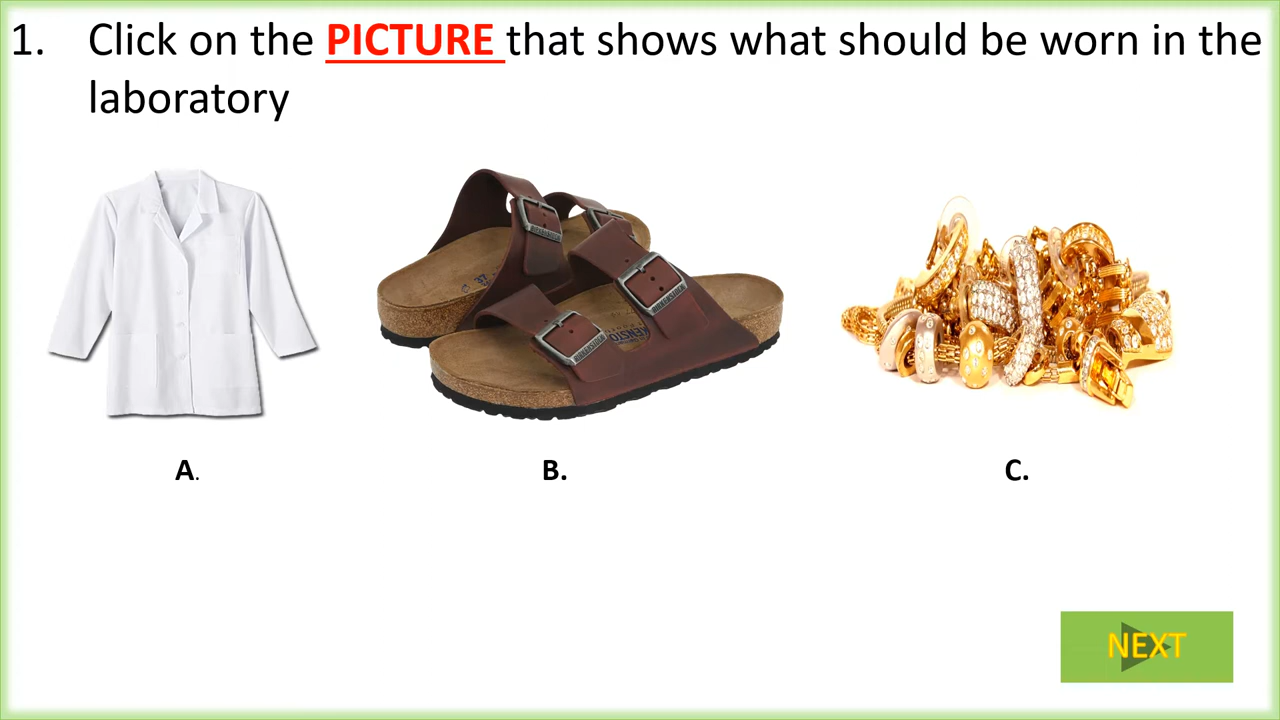 1. Click on the PICTURE that shows what should be worn in the
laboratory
A.
B.
C.
NEXT